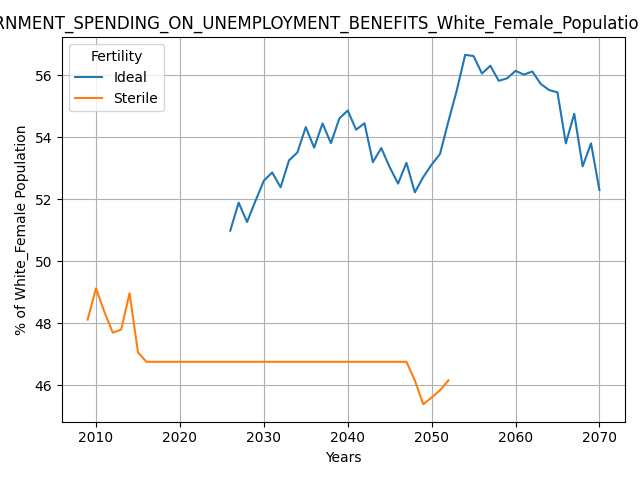 RNMENT_SPENDING_ON_UNEMPLOYMENT_BENEFITS_White_Female_Populatio
Fertility
Ideal
Sterile
% of White_Female Population
56
54
52
50
48
46
2010 2020 2030 2040 2050 2060 2070
Years